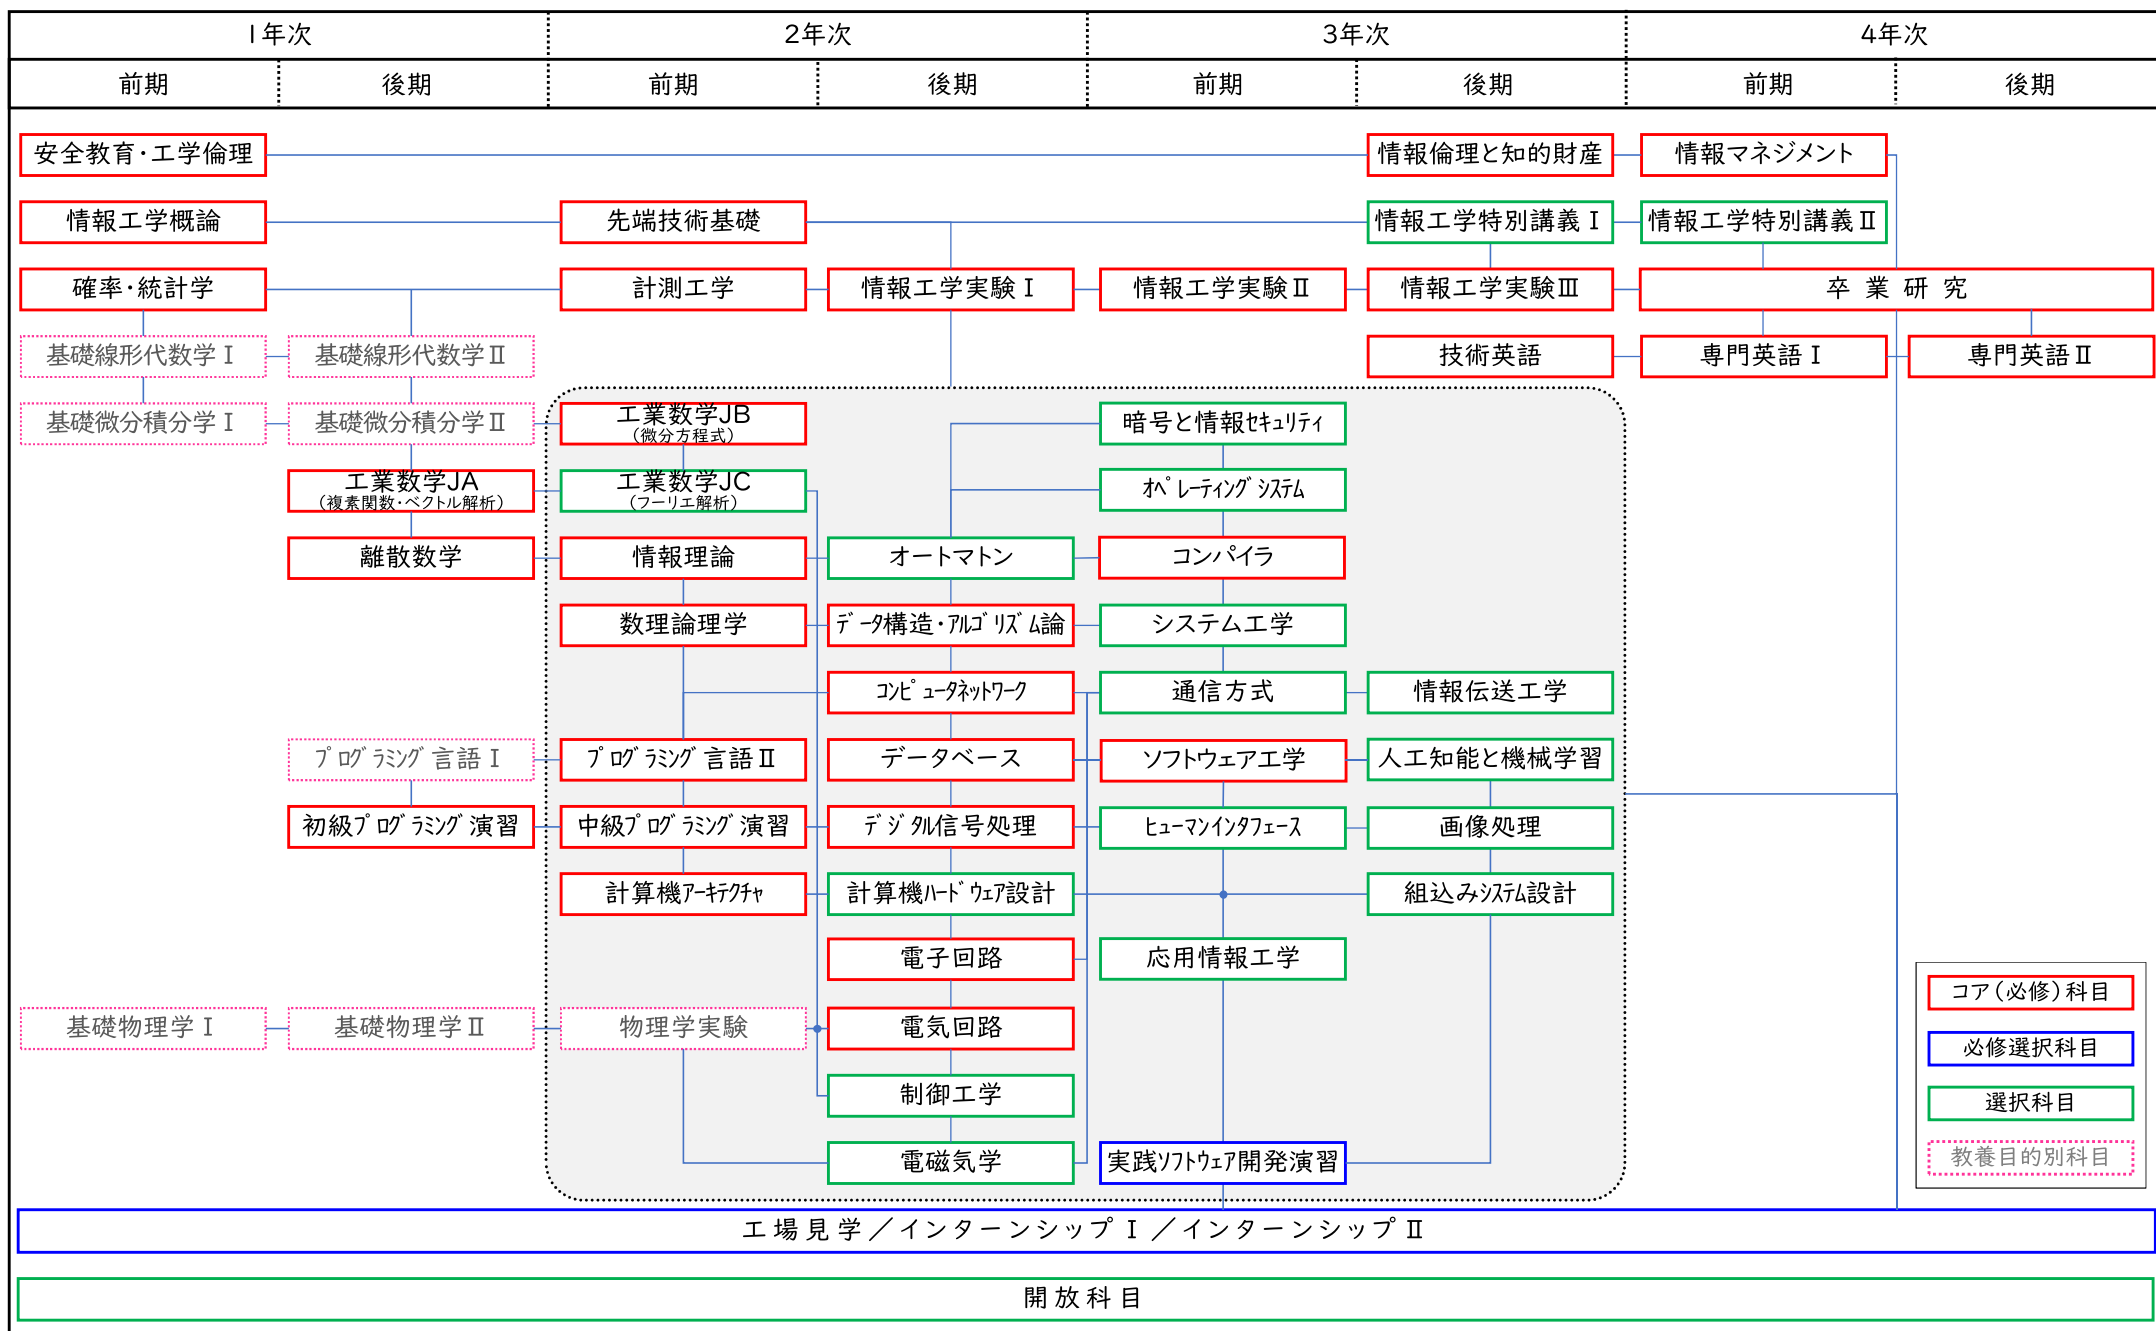 1年次 2年次 3年次 4年次
前期 後期 前期 後期 前期 後期 前期 後期
安全教育・工学倫理 情報倫理と知的財産 情報マネジメント
情報工学概論 先端技術基礎 情報工学特別講義Ⅰ 情報工学特別講義Ⅱ
確率・統計学 計測工学 情報工学実験Ⅰ 情報工学実験Ⅱ 情報工学実験Ⅲ 卒業研究
基礎線形代数学Ⅰ 基礎線形代数学Ⅱ 技術英語 専門英語Ⅰ 専門英語Ⅱ
基礎微分積分学Ⅰ 基礎微分積分学Ⅱ 工業数学JB 暗号と情報ｾｷｭﾘﾃｨ
（微分方程式）
工業数学JA 工業数学JC ｵﾍﾟﾚｰﾃｨﾝｸﾞｼｽﾃﾑ
（複素関数・ベクトル解析） （フーリエ解析）
離散数学 情報理論 オートマトン コンパイラ
数理論理学 ﾃﾞｰﾀ構造・ｱﾙｺﾞﾘｽﾞﾑ論 システム工学
ｺﾝﾋﾟｭｰﾀﾈｯﾄﾜｰｸ 通信方式 情報伝送工学
ﾌﾟﾛｸﾞﾗﾐﾝｸﾞ言語Ⅰ ﾌﾟﾛｸﾞﾗﾐﾝｸﾞ言語Ⅱ データベース ソフトウェア工学 人工知能と機械学習
初級ﾌﾟﾛｸﾞﾗﾐﾝｸﾞ演習 中級ﾌﾟﾛｸﾞﾗﾐﾝｸﾞ演習 ﾃﾞｼﾞﾀﾙ信号処理 ﾋｭｰﾏﾝｲﾝﾀﾌｪｰｽ 画像処理
計算機ｱｰｷﾃｸﾁｬ 計算機ﾊｰﾄﾞｳｪｱ設計 組込みｼｽﾃﾑ設計
電子回路 応用情報工学
基礎物理学Ⅰ 基礎物理学Ⅱ 物理学実験 電気回路
制御工学
電磁気学 実践ｿﾌﾄｳｪｱ開発演習
コア（必修）科目
必修選択科目
選択科目
教養目的別科目
工場見学／インターンシップⅠ／インターンシップⅡ
開放科目